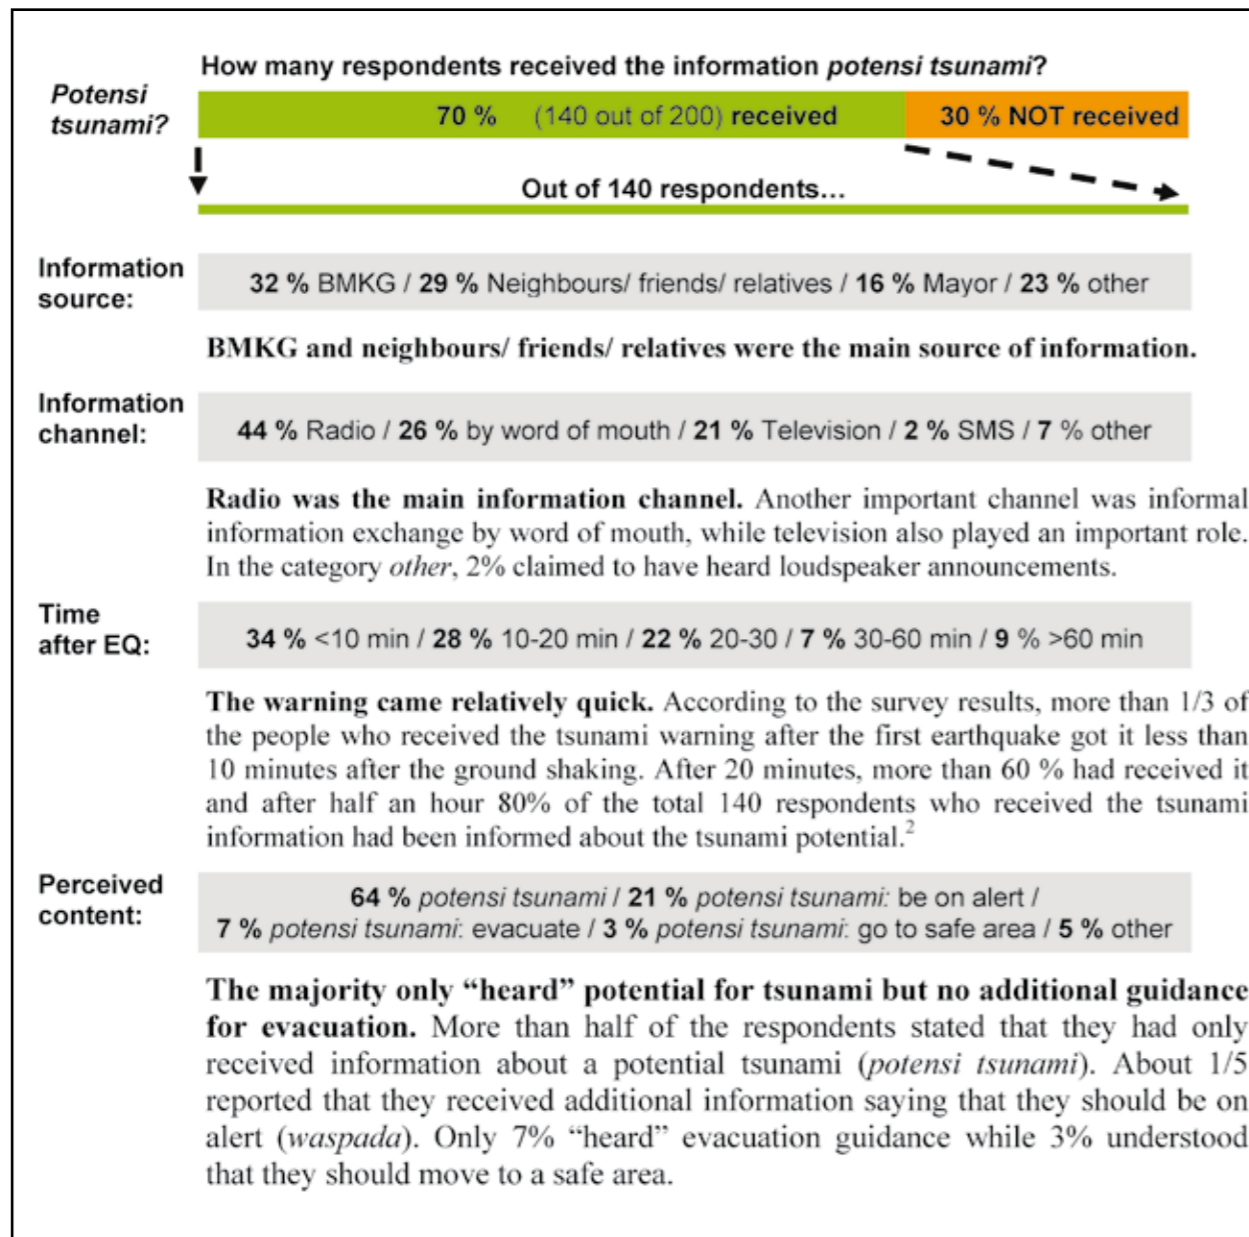 How many respondents received the information potensi tsunami?
Potensi
tsunami?
70 % (140 out of 200) received
30 % NOT received
Out of 140 respondents…
Information
source:
32 % BMKG / 29 % Neighbours/ friends/ relatives / 16 % Mayor / 23 % other
BMKG and neighbours/ friends/ relatives were the main source of information.
Information
channel:
44 % Radio / 26 % by word of mouth / 21 % Television / 2 % SMS / 7 % other
Radio was the main information channel. Another important channel was informal
information exchange by word of mouth, while television also played an important role.
In the category other, 2% claimed to have heard loudspeaker announcements.
Time
after EQ:
34 % <10 min / 28 % 10-20 min / 22 % 20-30 / 7 % 30-60 min / 9 % >60 min
The warning came relatively quick. According to the survey results, more than 1/3 of
the people who received the tsunami warning after the first earthquake got it less than
10 minutes after the ground shaking. After 20 minutes, more than 60 % had received it
and after half an hour 80% of the total 140 respondents who received the tsunami
information had been informed about the tsunami potential.2
Perceived
content:
64 % potensi tsunami / 21 % potensi tsunami: be on alert /
7 % potensi tsunami: evacuate / 3 % potensi tsunami: go to safe area / 5 % other
The majority only “heard” potential for tsunami but no additional guidance
for evacuation. More than half of the respondents stated that they had only
received information about a potential tsunami (potensi tsunami). About 1/5
reported that they received additional information saying that they should be on
alert (waspada). Only 7% “heard” evacuation guidance while 3% understood
that they should move to a safe area.